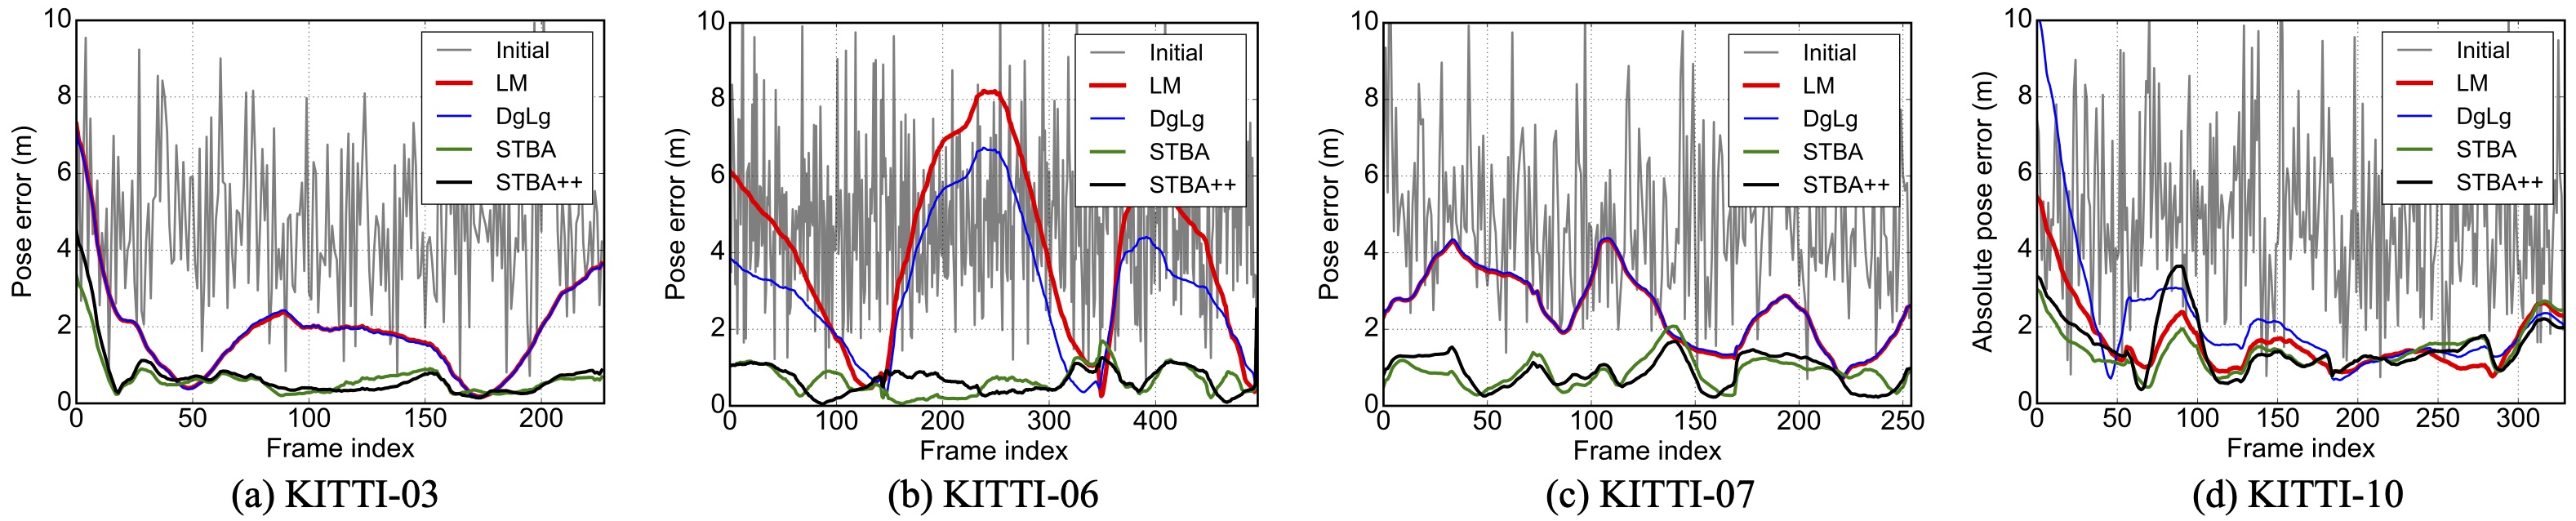 Pose error (m)
10
8
6
4
2
0
Initial
LM
DgLg
STBA
STBA++
0 50 100 150 200
Frame index
(a) KITTI-03
Pose error (m)
10
8
6
4
2
0
Initial
LM
DgLg
STBA
STBA++
0 100 200 300 400
Frame index
(b) KITTI-06
Pose error (m)
10
8
6
4
2
0
Initial
LM
DgLg
STBA
STBA++
0 50 100 150 200 250
Frame index
(c) KITTI-07
Absolute pose error (m)
10
8
6
4
2
0
Initial
LM
DgLg
STBA
STBA++
0 50 100 150 200 250 300
Frame index
(d) KITTI-10